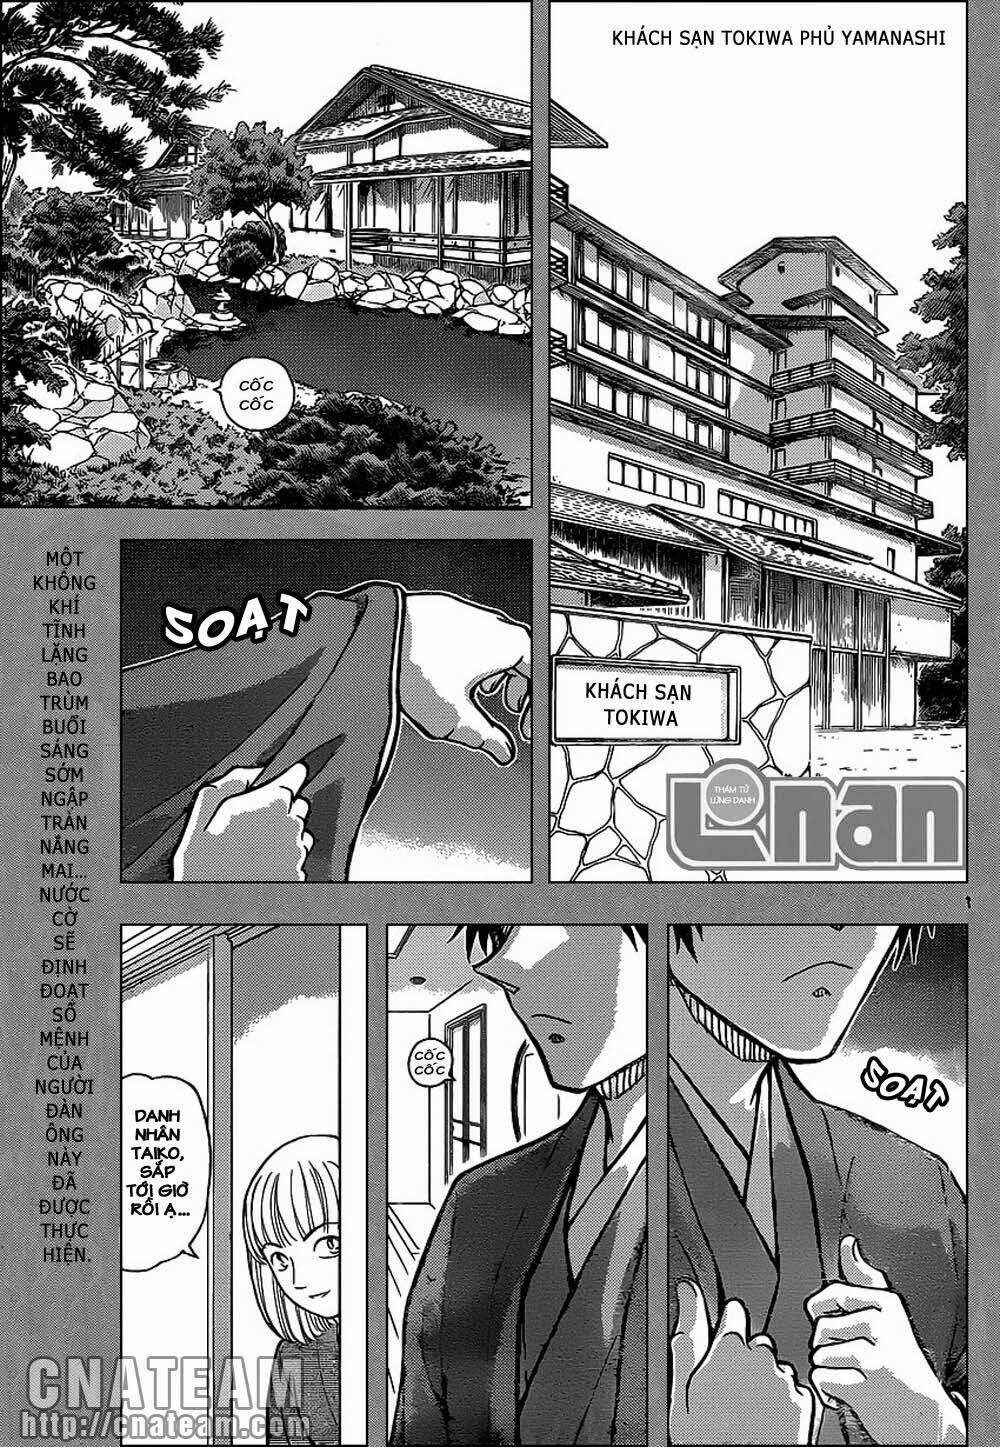 KHÁCH SẠN TOKIWA PHỦ YAMANASHI
CỐC
CỐC
KHÁCH SẠN
TOKIWA
THÁM TỬ
LỪNG DANH
Conan
SOẠT
MỘT
KHÔNG
KHÍ
TĨNH
LẶNG
BAO
TRÙM
BUỔI
SÁNG
SỚM
NGẬP
TRÀN
NẮNG
MAI...
NƯỚC
CỜ
SẼ
ĐỊNH
ĐOẠT
SỐ
MỆNH
CỦA
NGƯỜI
ĐÀN
ÔNG
NÀY
ĐÃ
ĐƯỢC
THỰC
HIỆN.
1
SOẠT
CỐC
CỐC
DANH
NHÂN
TAIKO,
SẮP
TỚI GIỜ
RỒI Ạ...
CNATEAM
http://cnateam.com/